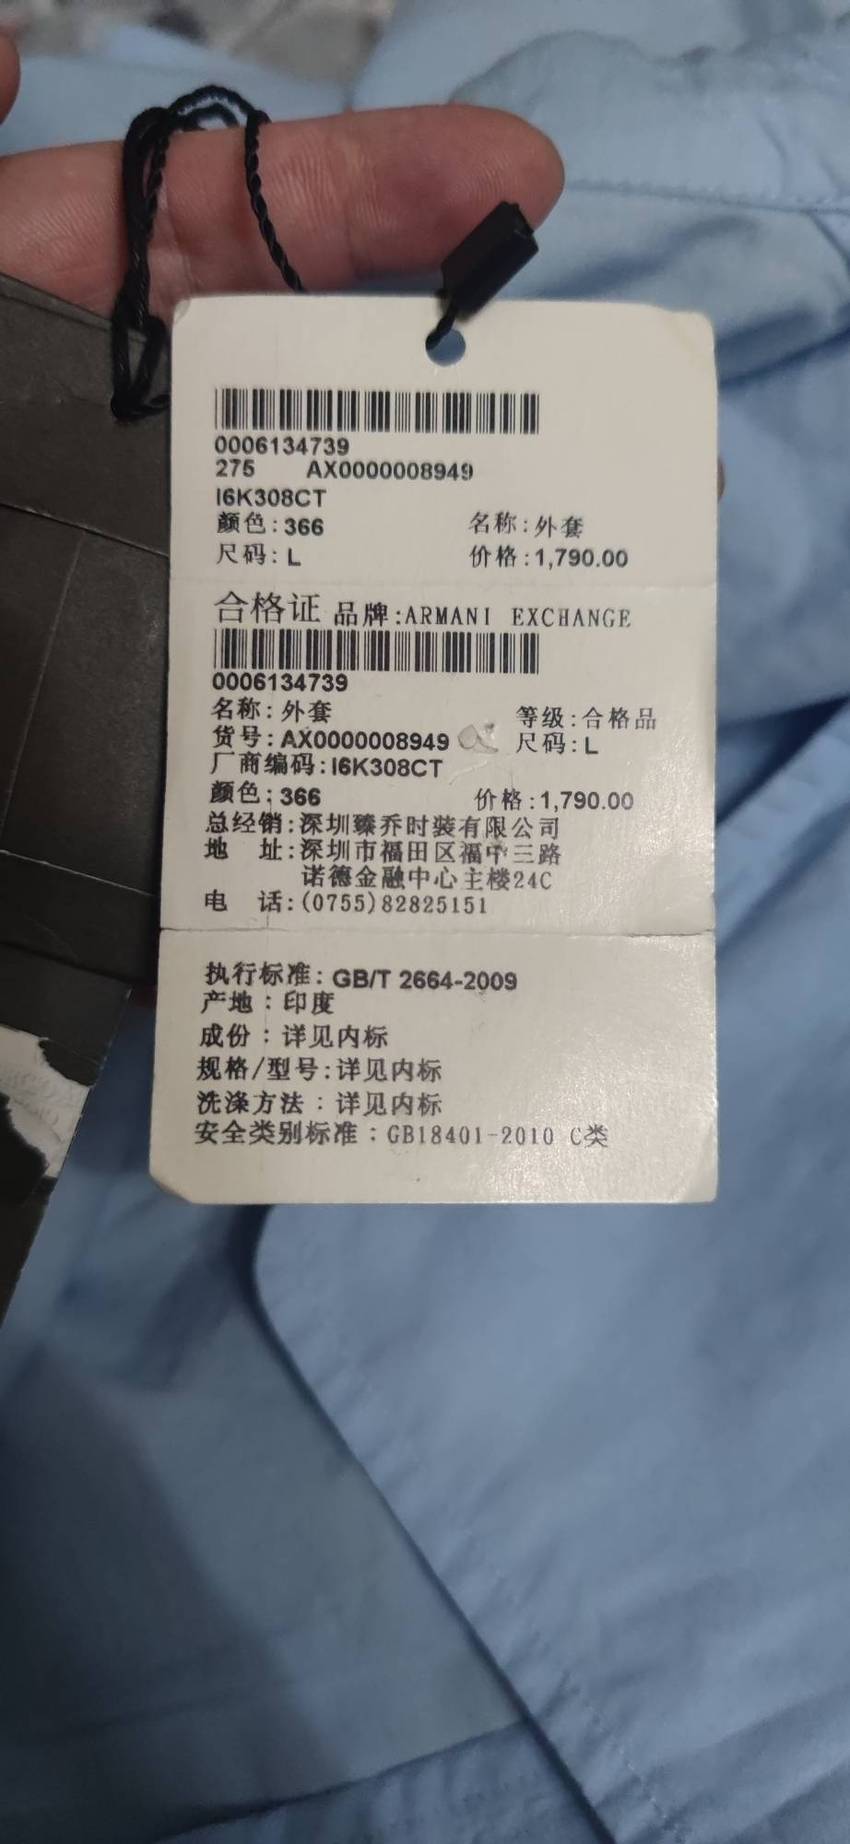 0006134739
275 AX0000008949
I6K308CT
颜色:366 名称:外套
尺码:L 价格:1,790.00
合格证 品牌:ARMANI EXCHANGE
0006134739
名称:外套 等级:合格品
货号:AX0000008949 尺码:L
厂商编码:I6K308CT
颜色:366 价格:1,790.00
总经销:深圳臻乔时装有限公司
地 址:深圳市福田区福中三路
诺德金融中心主楼24C
电 话:(0755)82825151
执行标准:GB/T 2664-2009
产地:印度
成份:详见内标
规格/型号:详见内标
洗涤方法:详见内标
安全类别标准:GB18401-2010 C类